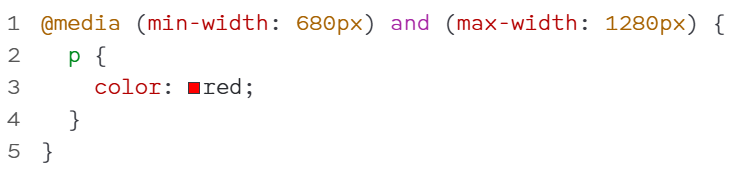 1 @media (min-width: 680px) and (max-width: 1280px) {
2   p {
3     color: red;
4   }
5 }